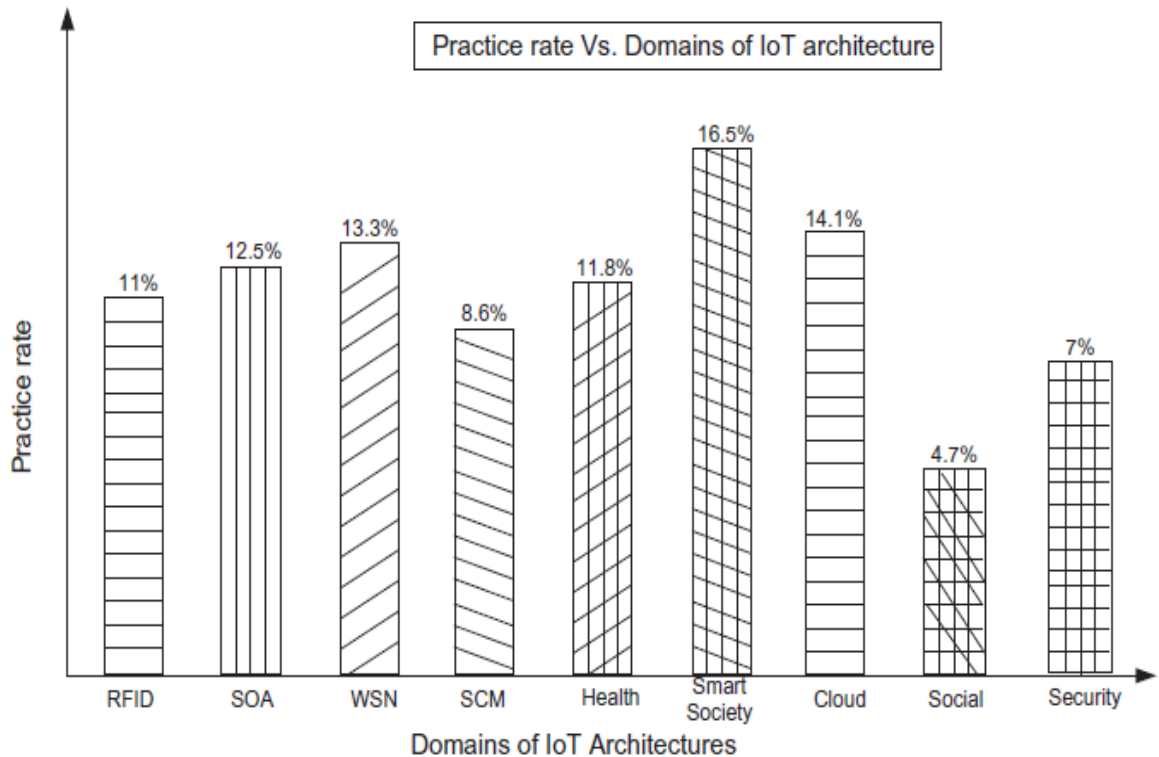 Practice rate Vs. Domains of IoT architecture
16.5%
14.1%
13.3%
12.5%
11.8%
11%
8.6%
7%
4.7%
Practice rate
RFID
SOA
WSN
SCM
Health
Smart
Society
Cloud
Social
Security
Domains of IoT Architectures